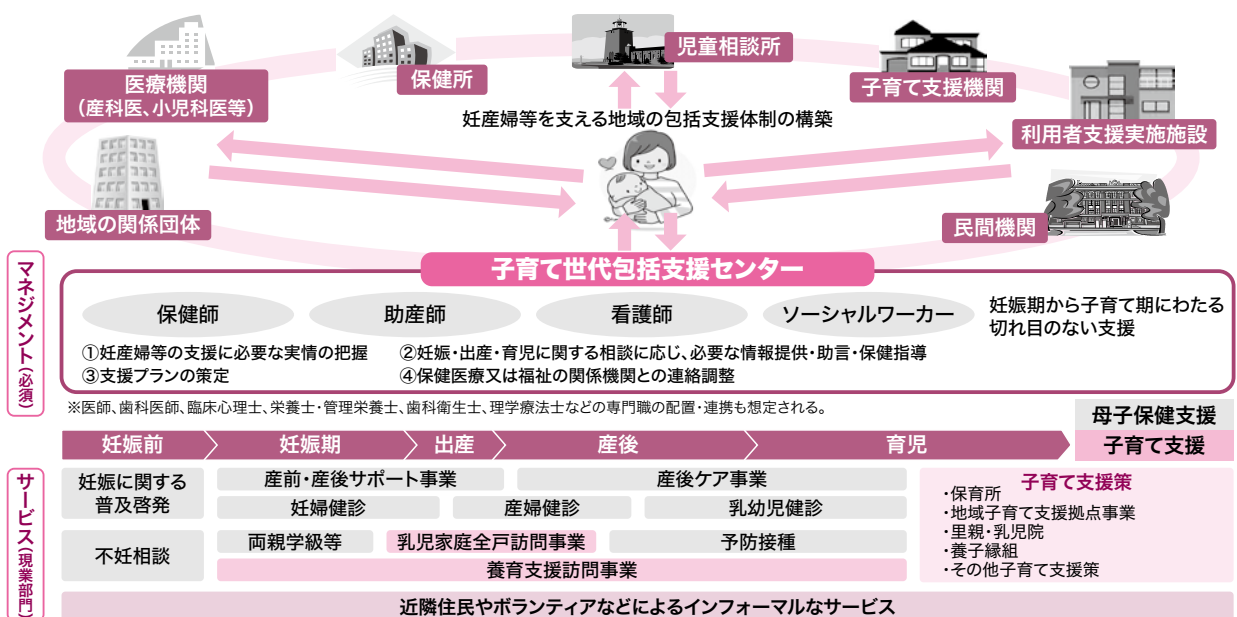 医療機関
(産科医、小児科医等)
保健所
児童相談所
子育て支援機関
利用者支援実施施設
妊産婦等を支える地域の包括支援体制の構築
地域の関係団体
民間機関
マネジメント(必須)
子育て世代包括支援センター
保健師
助産師
看護師
ソーシャルワーカー
妊娠期から子育て期にわたる
切れ目のない支援
①妊産婦等の支援に必要な実情の把握
②妊娠・出産・育児に関する相談に応じ、必要な情報提供・助言・保健指導
③支援プランの策定
④保健医療又は福祉の関係機関との連絡調整
※医師、歯科医師、臨床心理士、栄養士・管理栄養士、歯科衛生士、理学療法士などの専門職の配置・連携も想定される。
母子保健支援
子育て支援
妊娠前
妊娠期
出産
産後
育児
サービス(現業部門)
妊娠に関する
普及啓発
産前・産後サポート事業
産後ケア事業
妊婦健診
産婦健診
乳幼児健診
不妊相談
両親学級等
乳児家庭全戸訪問事業
予防接種
養育支援訪問事業
子育て支援策
・保育所
・地域子育て支援拠点事業
・里親・乳児院
・養子縁組
・その他子育て支援策
近隣住民やボランティアなどによるインフォーマルなサービス